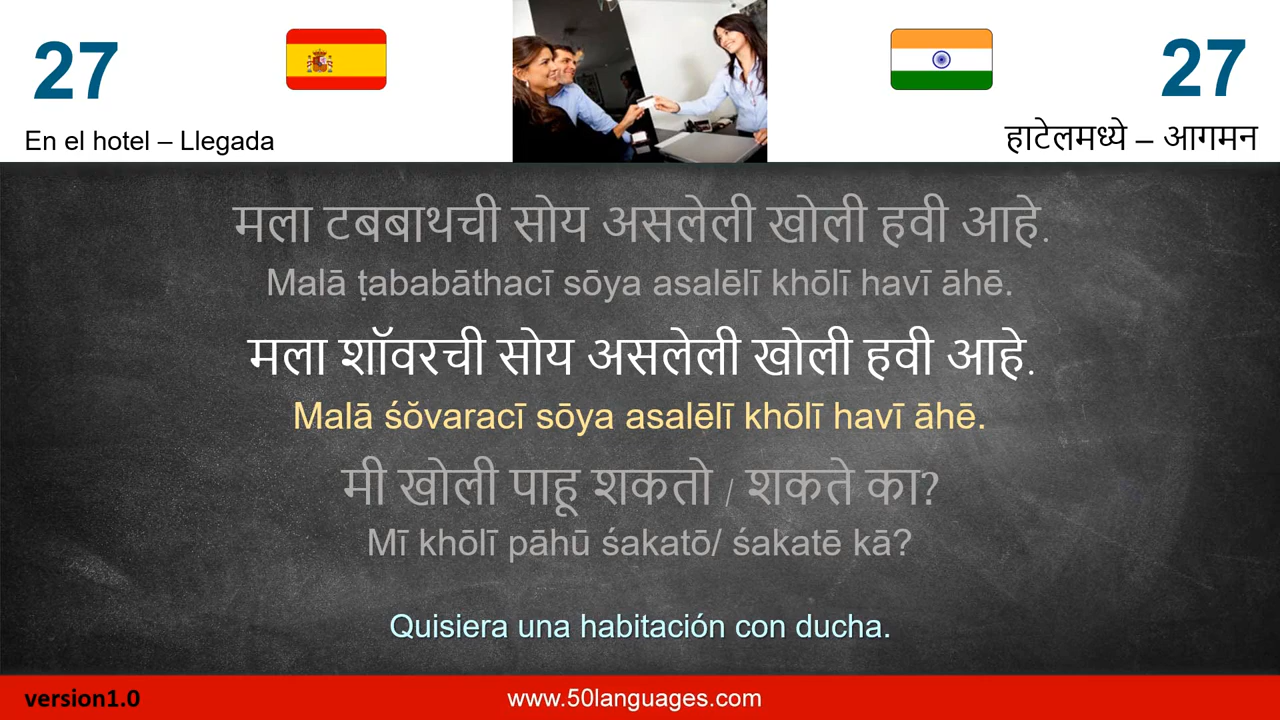 27
27
En el hotel – Llegada
हाटेलमध्ये – आगमन
मला टबबाथची सोय असलेली खोली हवी आहे.
Malā ṭababāthacī sōya asalēlī khōlī havī āhē.
मला शॉवरची सोय असलेली खोली हवी आहे.
Malā śŏvaracī sōya asalēlī khōlī havī āhē.
मी खोली पाहू शकतो / शकते का?
Mī khōlī pāhū śakatō/ śakatē kā?
Quisiera una habitación con ducha.
version1.0
www.50languages.com